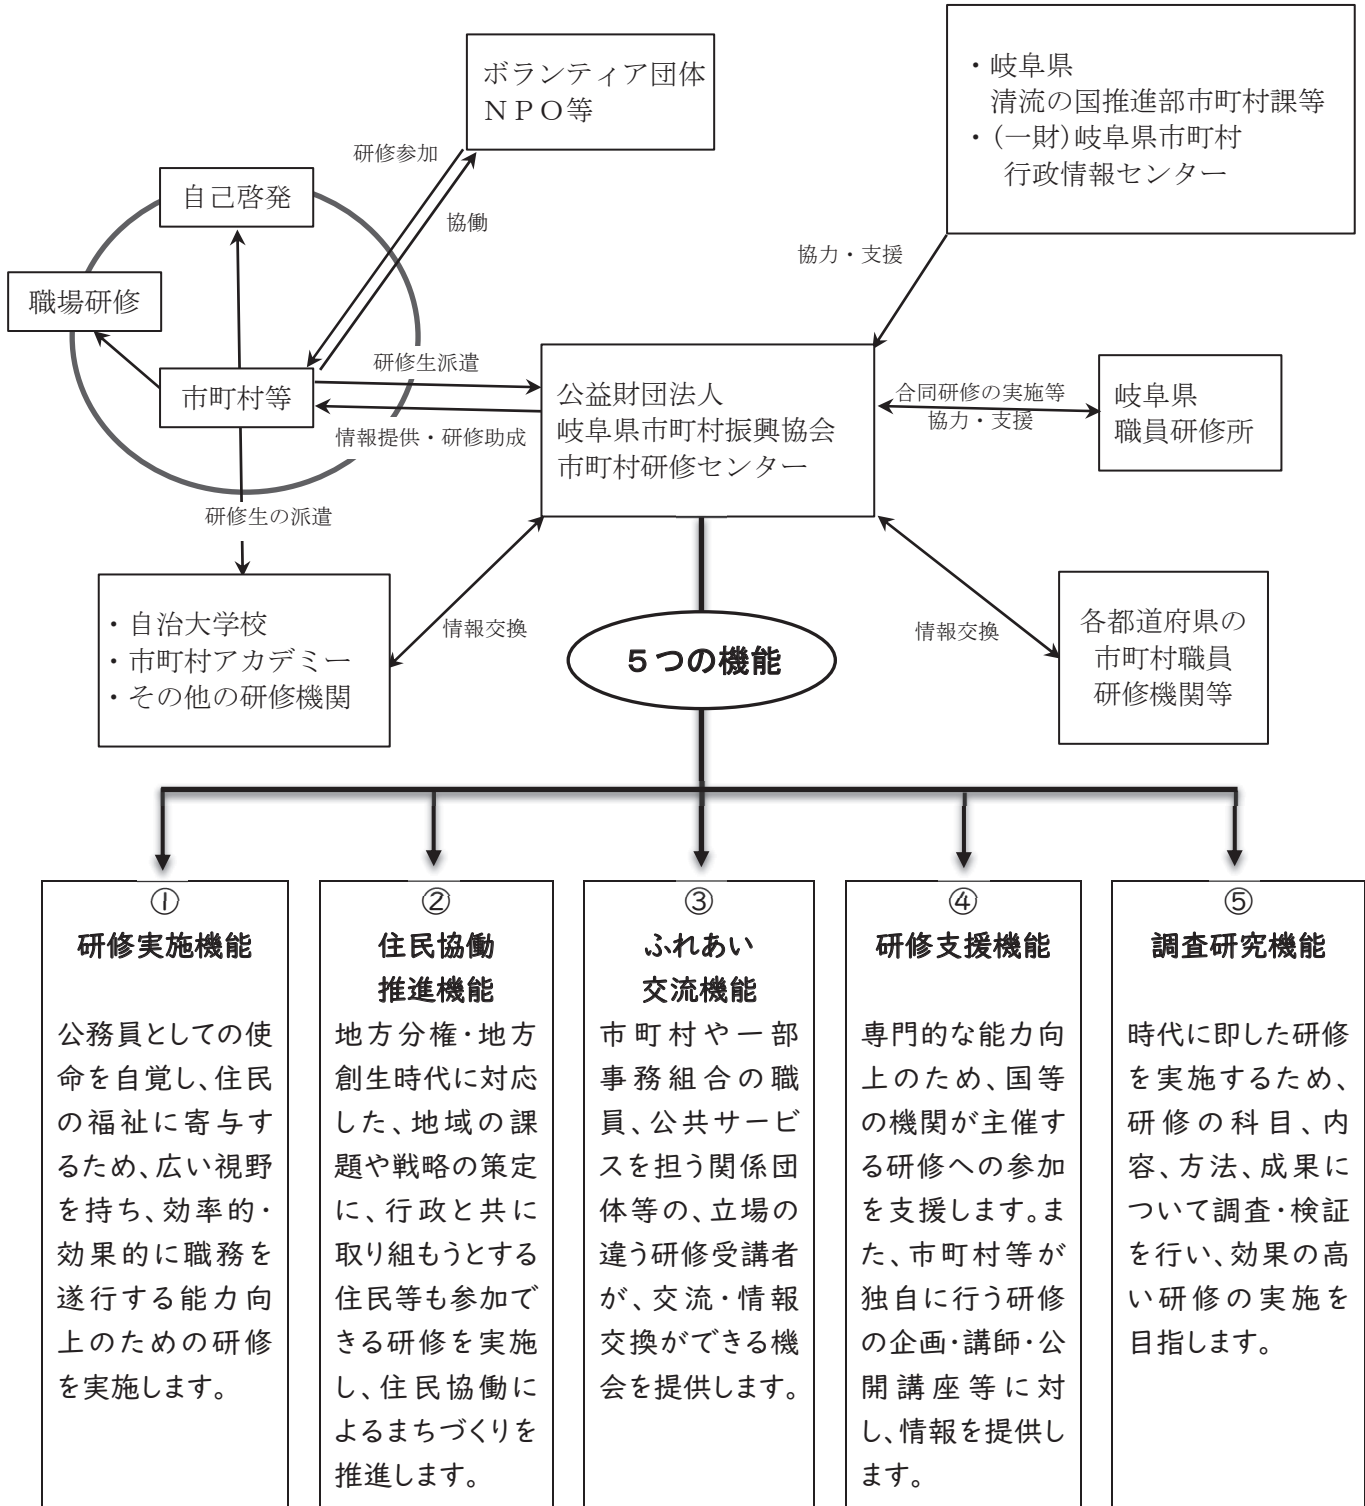 ボランティア団体
ＮＰＯ等
・岐阜県
清流の国推進部市町村課等
・(一財)岐阜県市町村
行政情報センター
研修参加
協働
自己啓発
職場研修
市町村等
協力・支援
研修生派遣
情報提供・研修助成
公益財団法人
岐阜県市町村振興協会
市町村研修センター
合同研修の実施等
協力・支援
岐阜県
職員研修所
研修生の派遣
・自治大学校
・市町村アカデミー
・その他の研修機関
情報交換
５つの機能
情報交換
各都道府県の
市町村職員
研修機関等
①
研修実施機能
公務員としての使
命を自覚し、住民
の福祉に寄与す
るため、広い視野
を持ち、効率的・
効果的に職務を
遂行する能力向
上のための研修
を実施します。
②
住民協働
推進機能
地方分権・地方
創生時代に対応
した、地域の課
題や戦略の策定
に、行政と共に
取り組もうとする
住民等も参加で
きる研修を実施
し、住民協働に
よるまちづくりを
推進します。
③
ふれあい
交流機能
市町村や一部
事務組合の職
員、公共サービ
スを担う関係団
体等の、立場の
違う研修受講者
が、交流・情報
交換ができる機
会を提供します。
④
研修支援機能
専門的な能力向
上のため、国等
の機関が主催す
る研修への参加
を支援します。ま
た、市町村等が
独自に行う研修
の企画・講師・公
開講座等に対
し、情報を提供し
ます。
⑤
調査研究機能
時代に即した研修
を実施するため、
研修の科目、内
容、方法、成果に
ついて調査・検証
を行い、効果の高
い研修の実施を
目指します。